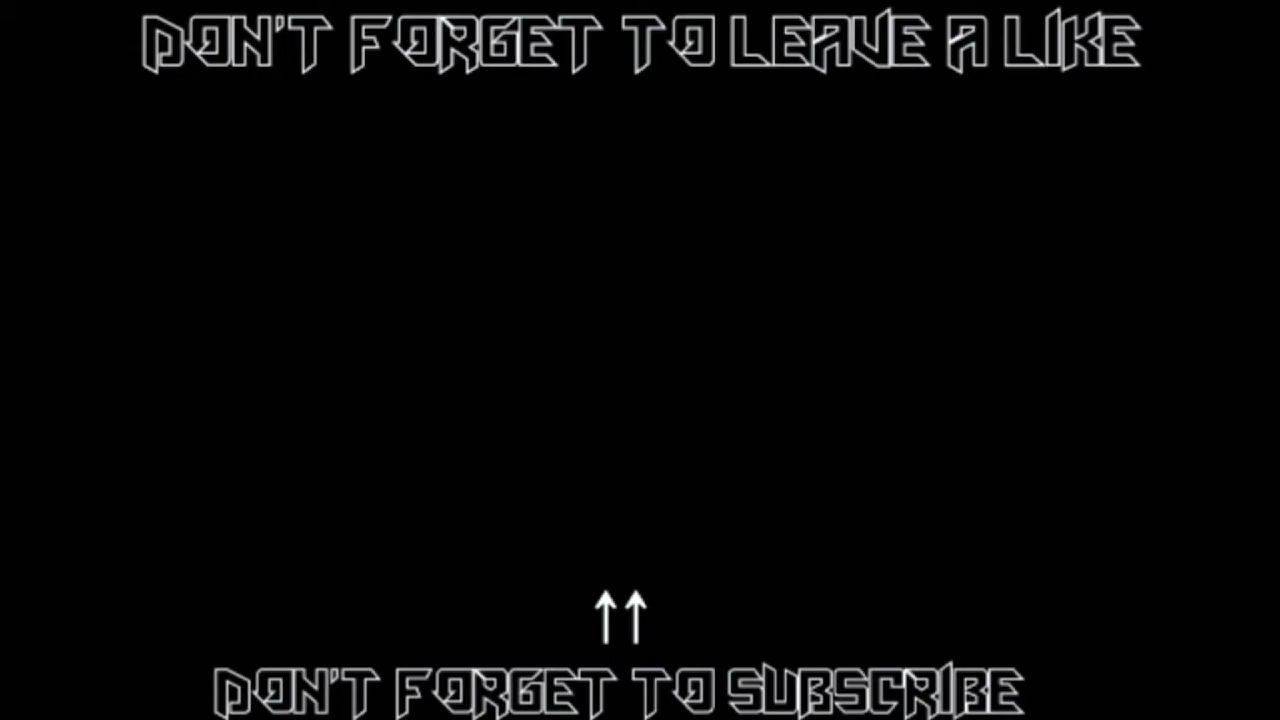 DON'T FORGET TO LEAVE A LIKE
↑↑
DON'T FORGET TO SUBSCRIBE